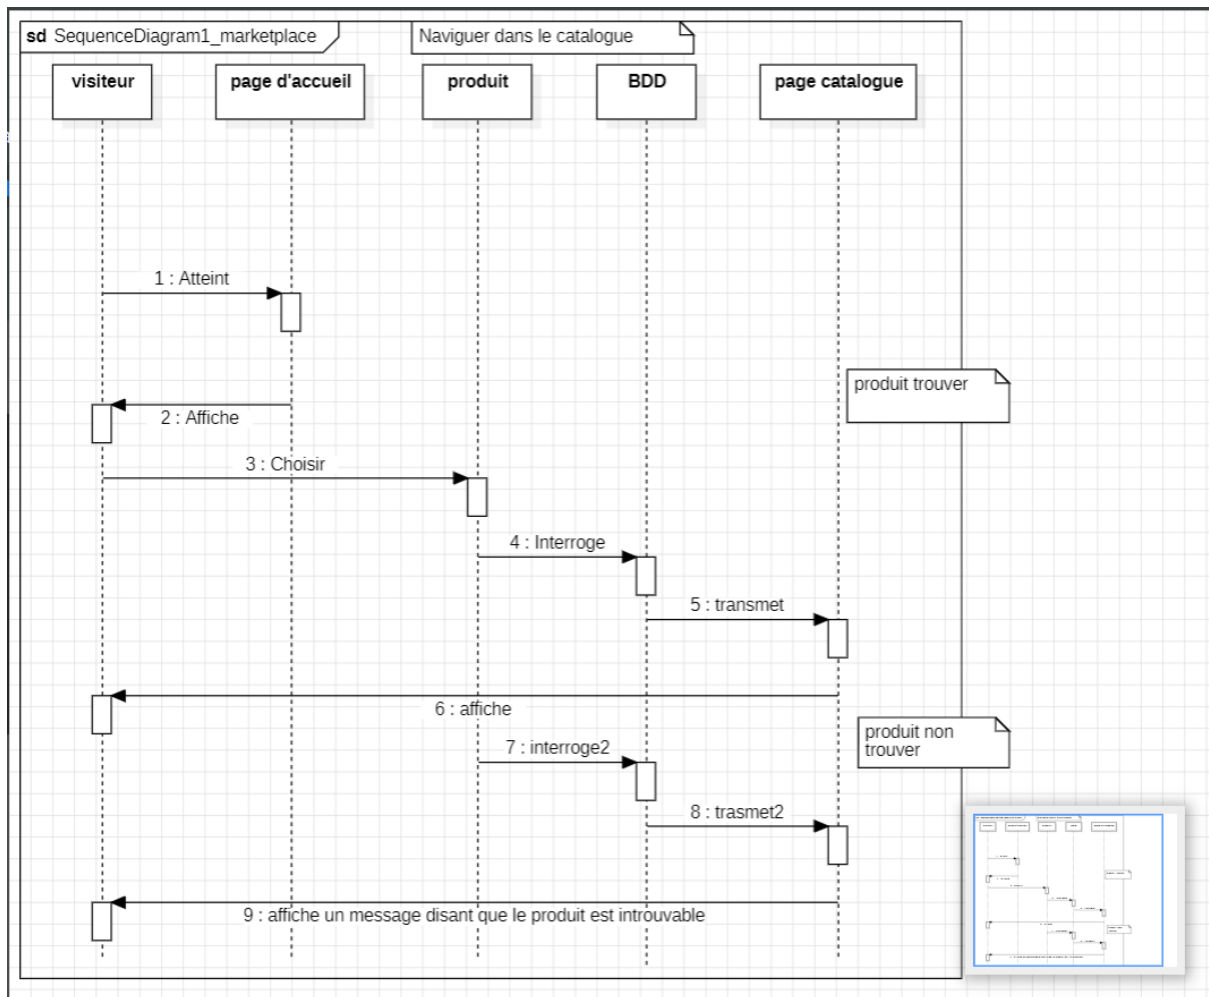 sd SequenceDiagram1_marketplace
Naviguer dans le catalogue
visiteur
page d'accueil
produit
BDD
page catalogue
1 : Atteint
produit trouver
2 : Affiche
3 : Choisir
4 : Interroge
5 : transmet
6 : affiche
produit non
trouver
7 : interroge2
8 : trasmet2
9 : affiche un message disant que le produit est introuvable